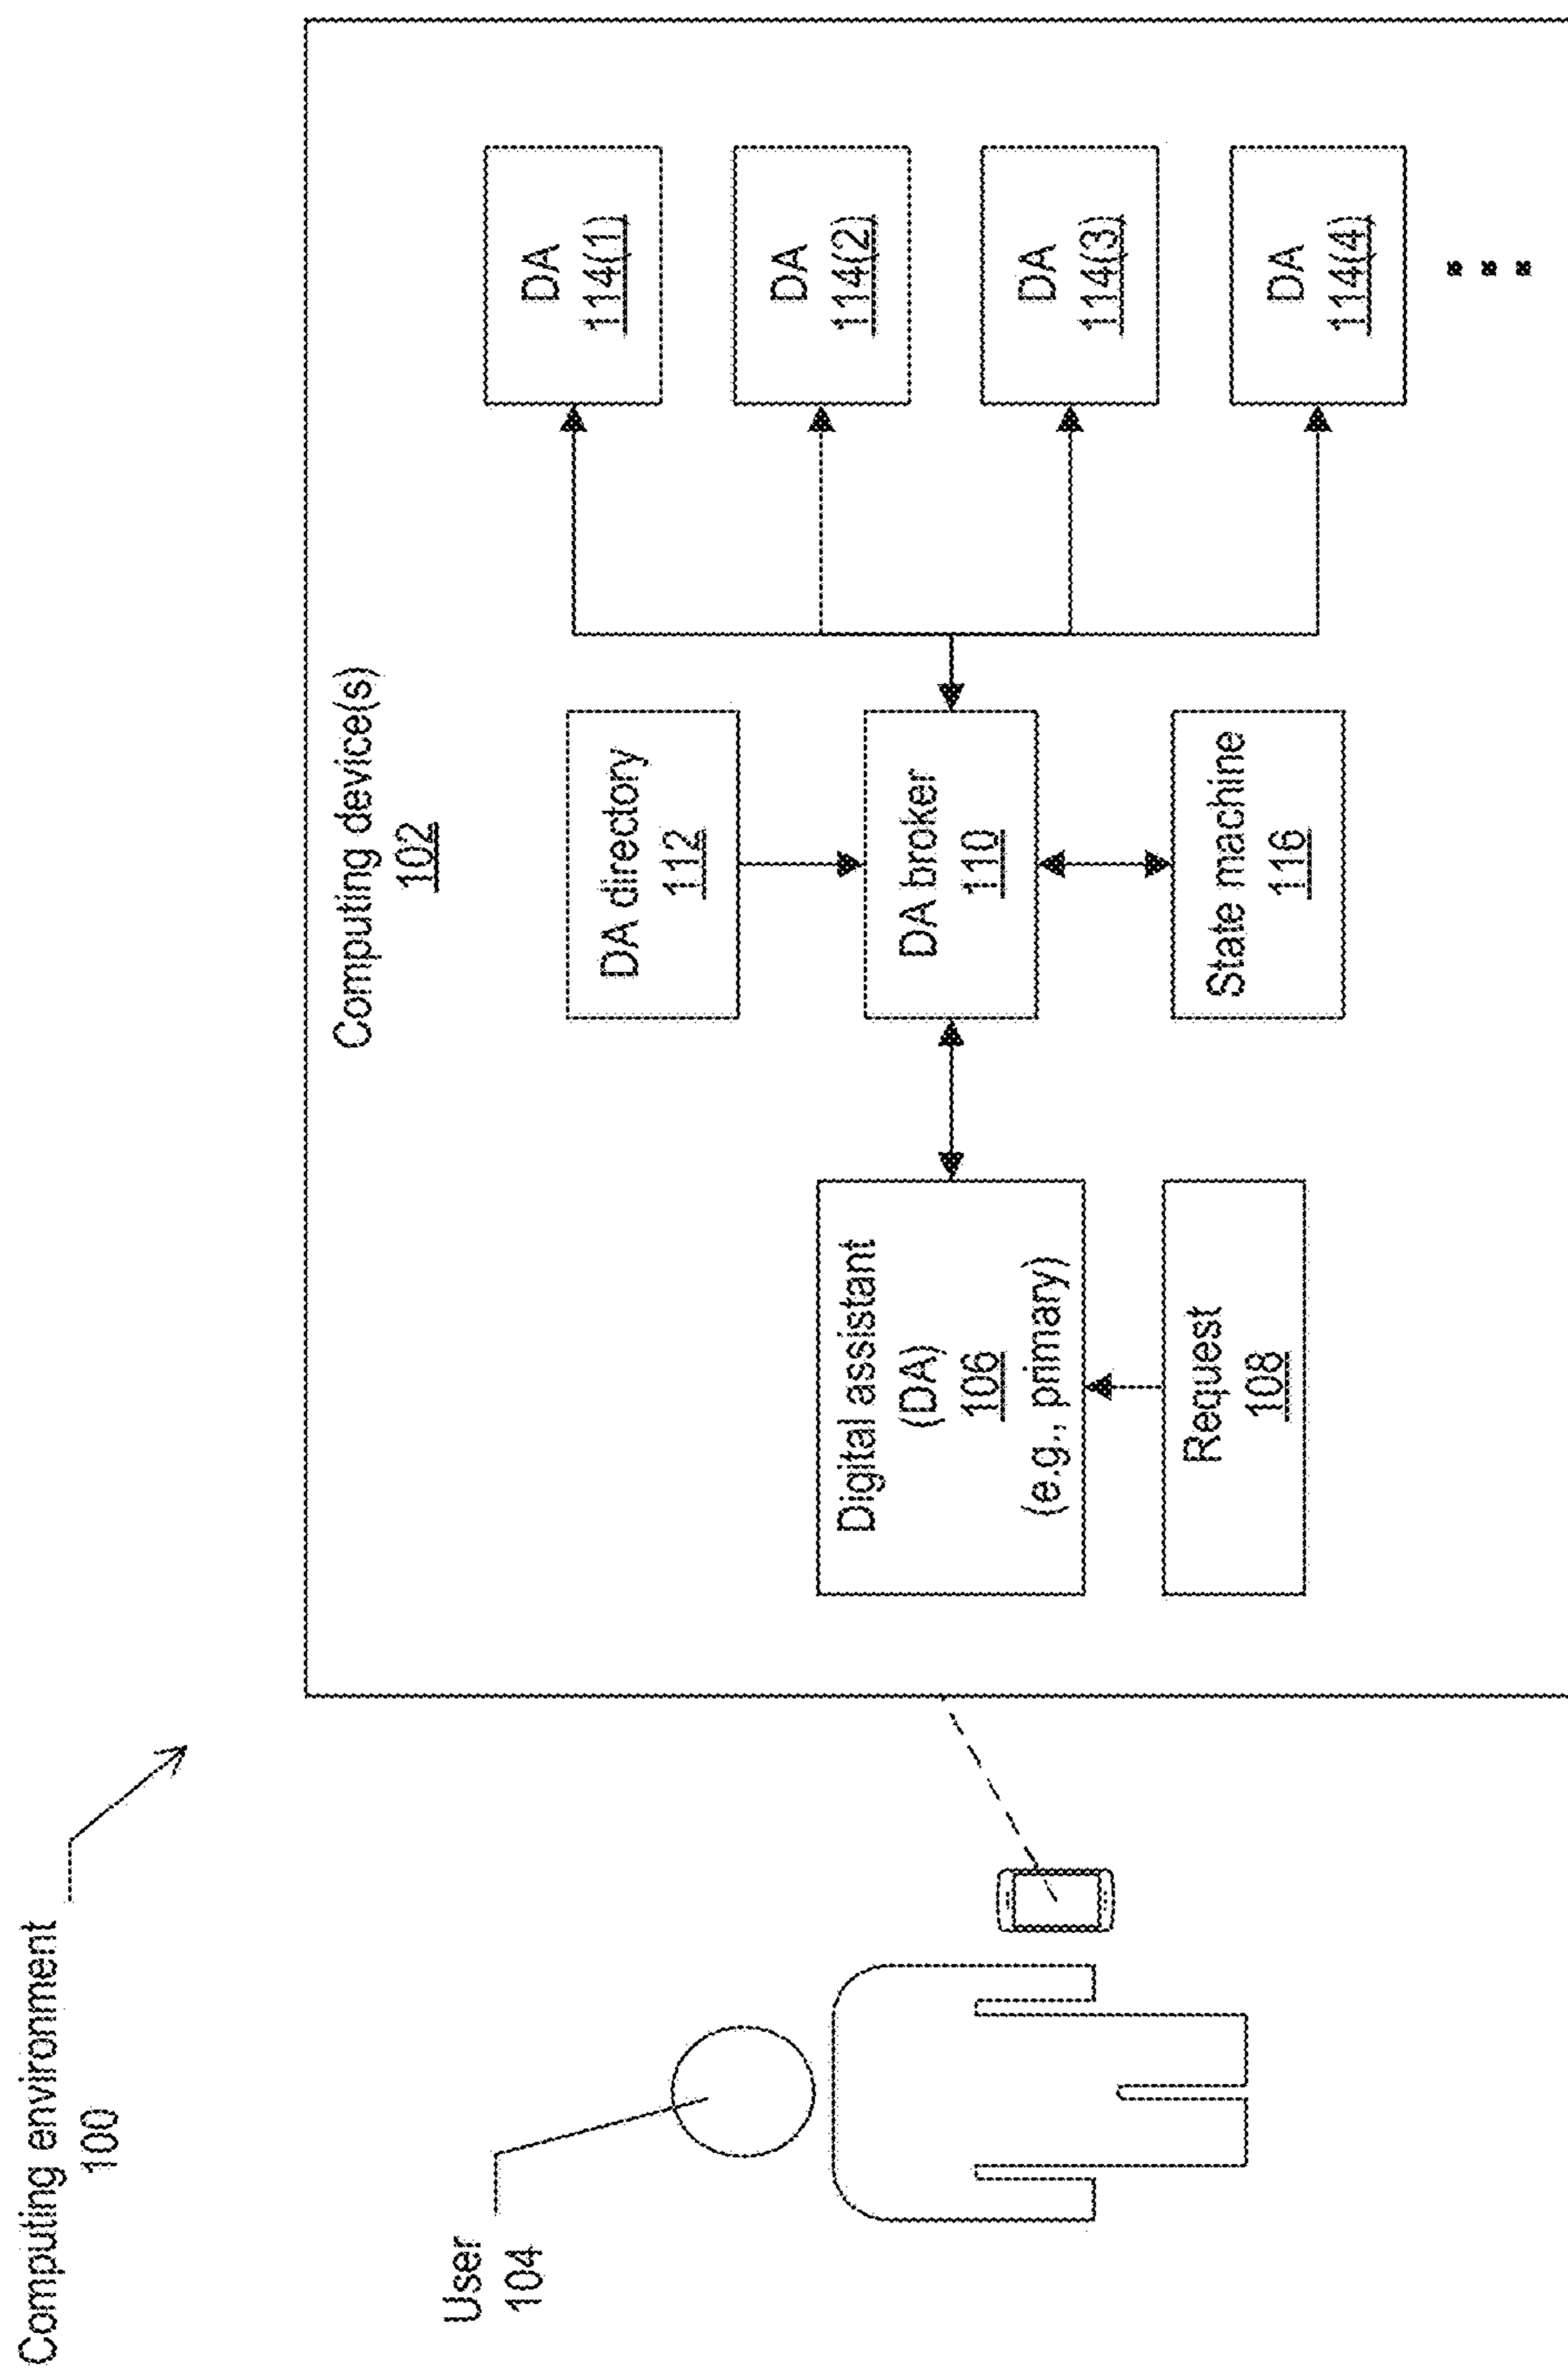 Computing environment
100
User
104
Computing device(s)
102
Digital assistant
(DA)
106
(e.g., primary)
Request
108
DA directory
112
DA broker
110
State machine
116
DA
114(1)
DA
114(2)
DA
114(3)
DA
114(4)